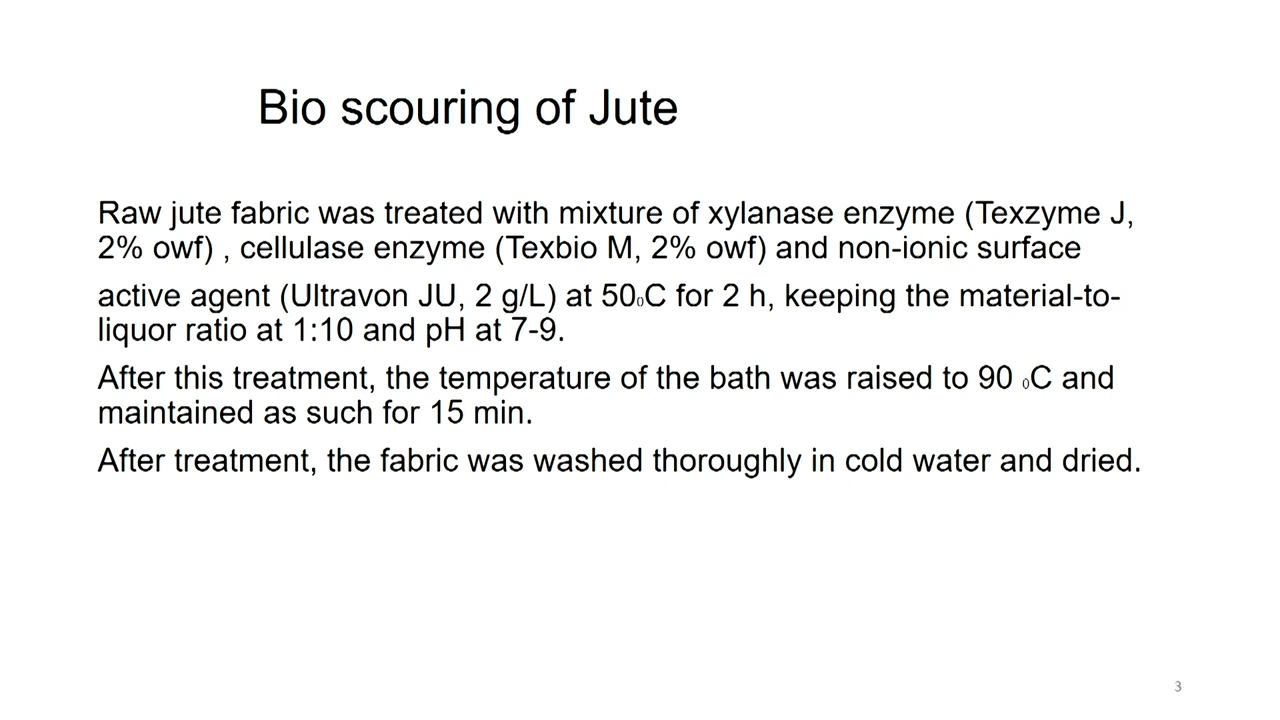 Bio scouring of Jute
Raw jute fabric was treated with mixture of xylanase enzyme (Texzyme J,
2% owf) , cellulase enzyme (Texbio M, 2% owf) and non-ionic surface
active agent (Ultravon JU, 2 g/L) at 50₀C for 2 h, keeping the material-to-
liquor ratio at 1:10 and pH at 7-9.
After this treatment, the temperature of the bath was raised to 90 ₀C and
maintained as such for 15 min.
After treatment, the fabric was washed thoroughly in cold water and dried.
3